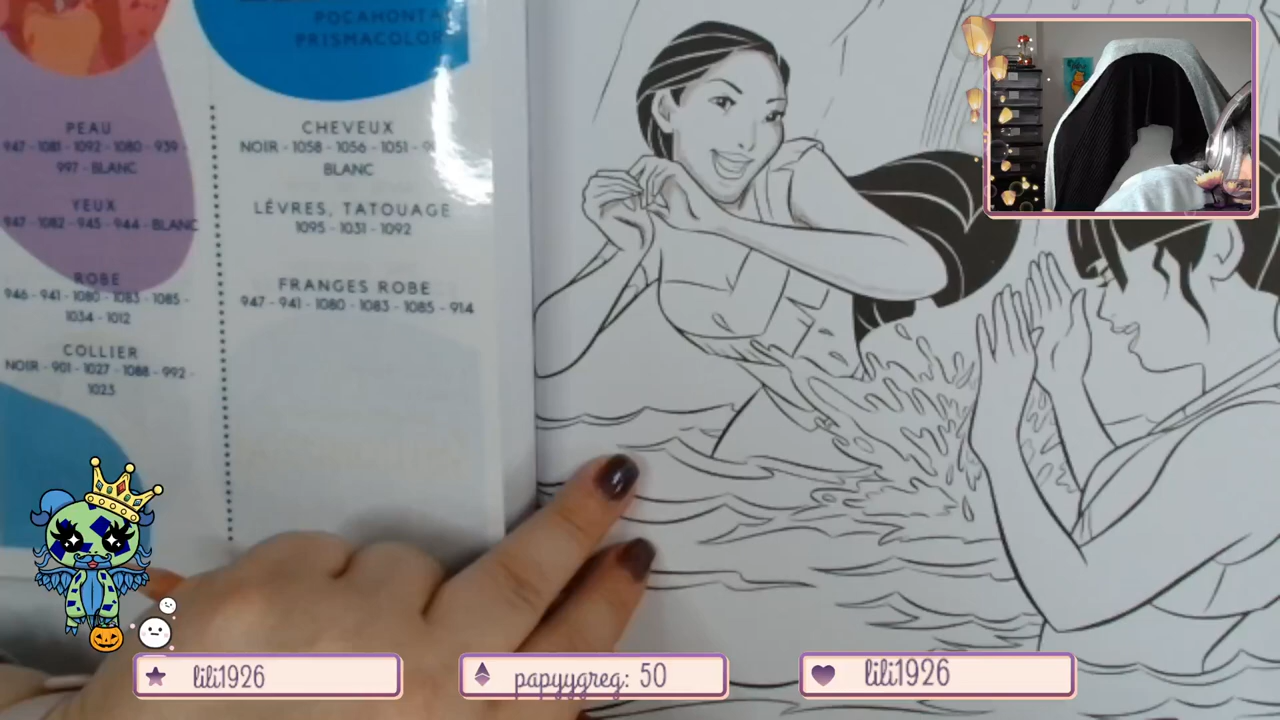 POCAHONTA
PRISMACOLOR
PEAU
947 - 1081 - 1092 - 1080 - 939 -
997 - BLANC
YEUX
947 - 1082 - 945 - 944 - BLANC
ROBE
946 - 941 - 1080 - 1083 - 1085 -
1034 - 1012
COLLIER
NOIR - 901 - 1027 - 1088 - 992 -
1023
CHEVEUX
NOIR - 1058 - 1056 - 1051 - 9
BLANC
LÈVRES, TATOUAGE
1095 - 1031 - 1092
FRANGES ROBE
947 - 941 - 1080 - 1083 - 1085 - 914
lili1926
papyygreg: 50
lili1926